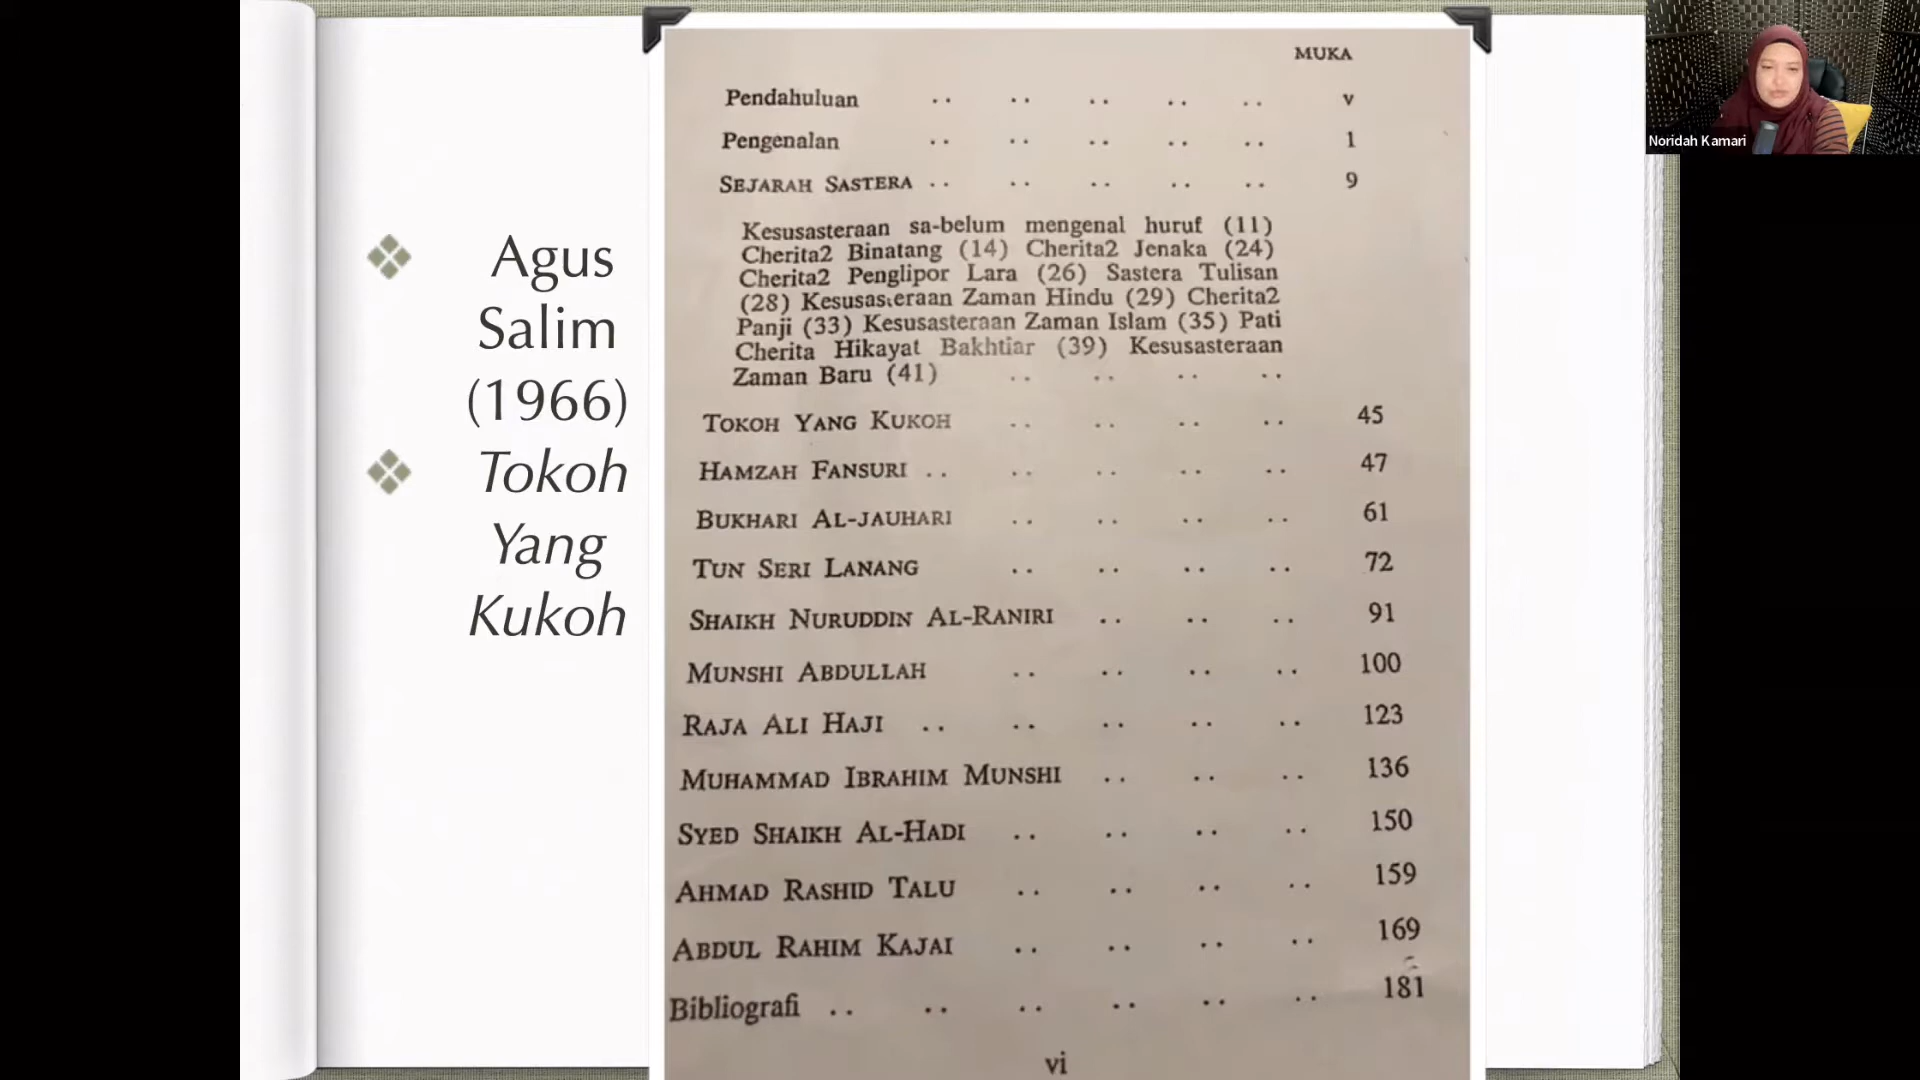 Agus
Salim
(1966)
Tokoh
Yang
Kukoh
MUKA
Pendahuluan .. .. .. .. .. v
Pengenalan .. .. .. .. .. 1
SEJARAH SASTERA .. .. .. .. .. 9
Kesusasteraan sa-belum mengenal huruf (11)
Cherita2 Binatang (14) Cherita2 Jenaka (24)
Cherita2 Penglipor Lara (26) Sastera Tulisan
(28) Kesusasteraan Zaman Hindu (29) Cherita2
Panji (33) Kesusasteraan Zaman Islam (35) Pati
Cherita Hikayat Bakhtiar (39) Kesusasteraan
Zaman Baru (41) .. .. .. ..
TOKOH YANG KUKOH .. .. .. .. 45
HAMZAH FANSURI .. .. .. .. .. 47
BUKHARI AL-JAUHARI .. .. .. .. 61
TUN SERI LANANG .. .. .. .. 72
SHAIKH NURUDDIN AL-RANIRI .. .. .. 91
MUNSHI ABDULLAH .. .. .. .. 100
RAJA ALI HAJI .. .. .. .. .. 123
MUHAMMAD IBRAHIM MUNSHI .. .. .. 136
SYED SHAIKH AL-HADI .. .. .. .. 150
AHMAD RASHID TALU .. .. .. .. 159
ABDUL RAHIM KAJAI .. .. .. .. 169
Bibliografi .. .. .. .. .. .. 181
vi
Noridah Kamari